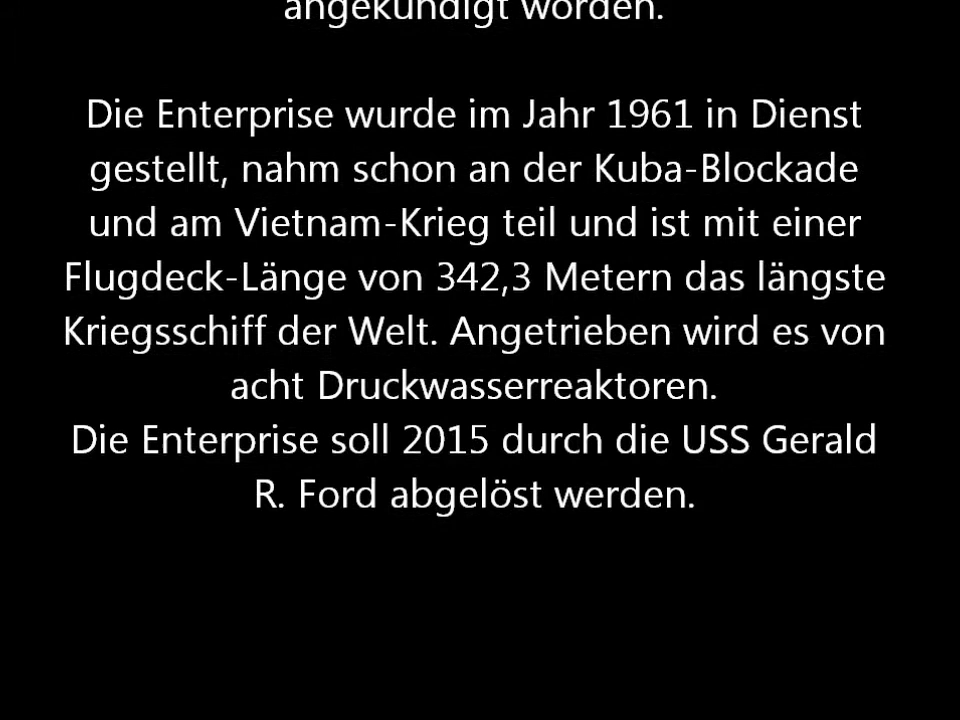 angekündigt worden.
Die Enterprise wurde im Jahr 1961 in Dienst
gestellt, nahm schon an der Kuba-Blockade
und am Vietnam-Krieg teil und ist mit einer
Flugdeck-Länge von 342,3 Metern das längste
Kriegsschiff der Welt. Angetrieben wird es von
acht Druckwasserreaktoren.
Die Enterprise soll 2015 durch die USS Gerald
R. Ford abgelöst werden.